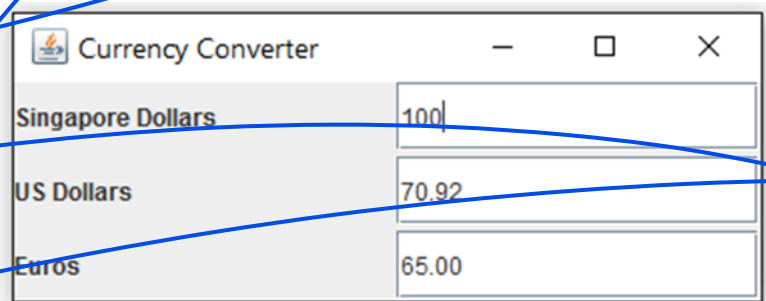 Currency Converter
Singapore Dollars 100
US Dollars 70.92
Euros 65.00